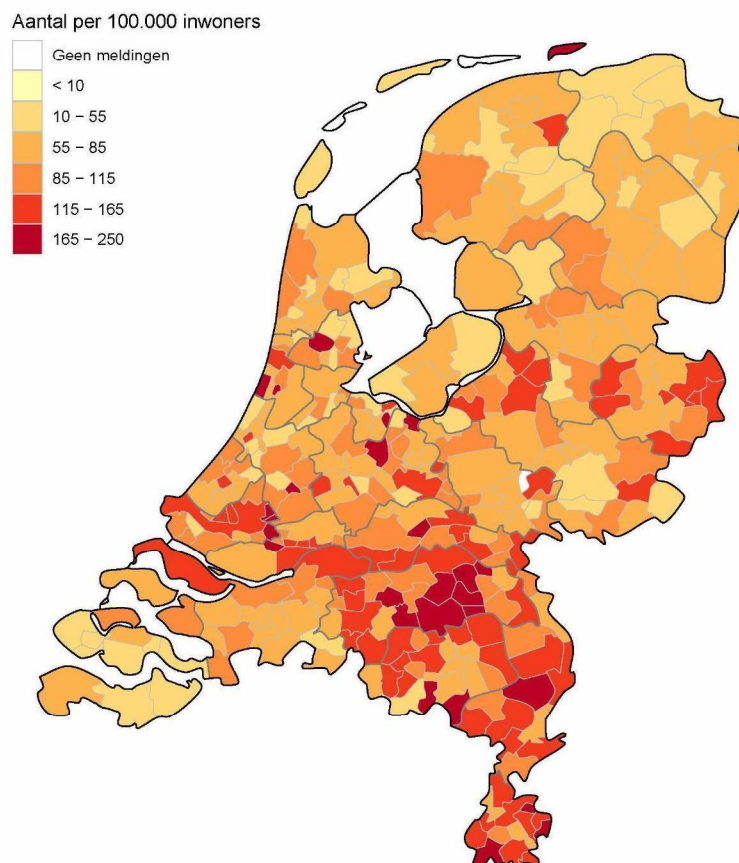 Aantal per 100.000 inwoners
Geen meldingen
< 10
10 – 55
55 – 85
85 – 115
115 – 165
165 – 250